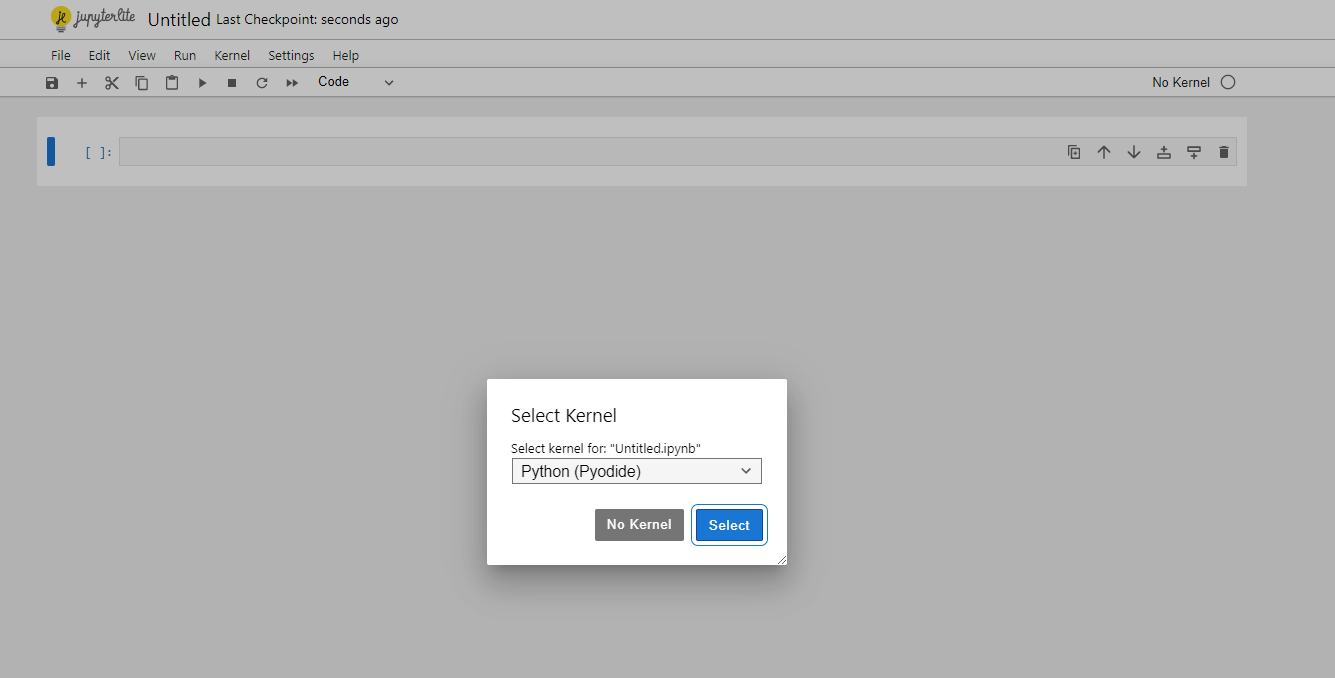 jupyterlite Untitled Last Checkpoint: seconds ago
File Edit View Run Kernel Settings Help
Code No Kernel
[ ]:
Select Kernel
Select kernel for: "Untitled.ipynb"
Python (Pyodide)
No Kernel Select